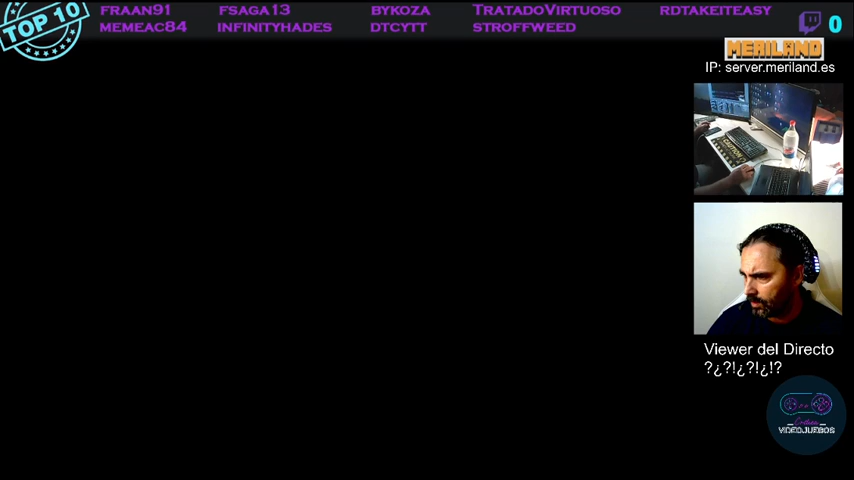 TOP 10
FRAAN91 FSAGA13 BYKOZA TRATADOVIRTUOSO RDTAKEITEASY
MEMEAC84 INFINITYHADES DTCYTT STROFFWEED
0
MERILAND
IP: server.meriland.es
CAUTION
Viewer del Directo
?¿?!¿?!¿!?
VIDEOJUEGOS